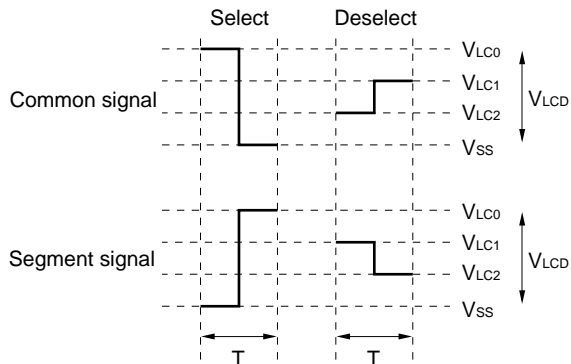 Select
Deselect
Common signal
VLC0
VLC1
VLC2
VSS
VLCD
Segment signal
VLC0
VLC1
VLC2
VSS
VLCD
T
T